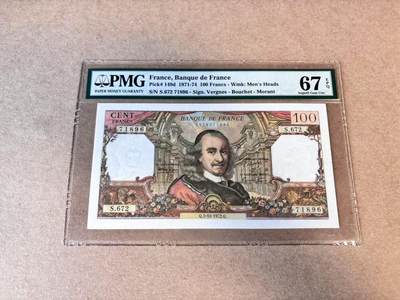 PMG
PAPER MONEY GUARANTY
France, Banque de France
Pick# 149d 1971-74 100 Francs - Wmk: Men's Heads
S/N S.672 71896 - Sign. Vergnes - Bouchet - Morant
67 EPQ
Superb Gem Unc
CENT
FRANCS
BANQUE DE FRANCE
100
71896
S.672
S.672
71896